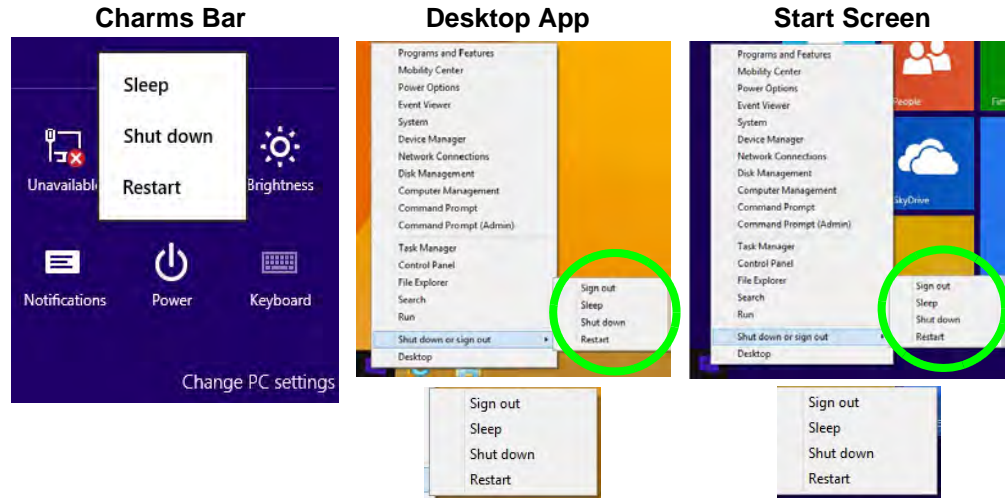 Charms Bar
Sleep
Shut down
Restart
Unavailabl
Brightness
Notifications
Power
Keyboard
Change PC settings
Desktop App
Programs and Features
Mobility Center
Power Options
Event Viewer
System
Device Manager
Network Connections
Disk Management
Computer Management
Command Prompt
Command Prompt (Admin)
Task Manager
Control Panel
File Explorer
Search
Run
Shut down or sign out
Desktop
Sign out
Sleep
Shut down
Restart
Sign out
Sleep
Shut down
Restart
Start Screen
Programs and Features
Mobility Center
Power Options
Event Viewer
System
Device Manager
Network Connections
Disk Management
Computer Management
Command Prompt
Command Prompt (Admin)
Task Manager
Control Panel
File Explorer
Search
Run
Shut down or sign out
Desktop
People
SkyDrive
Sign out
Sleep
Shut down
Restart
Sign out
Sleep
Shut down
Restart